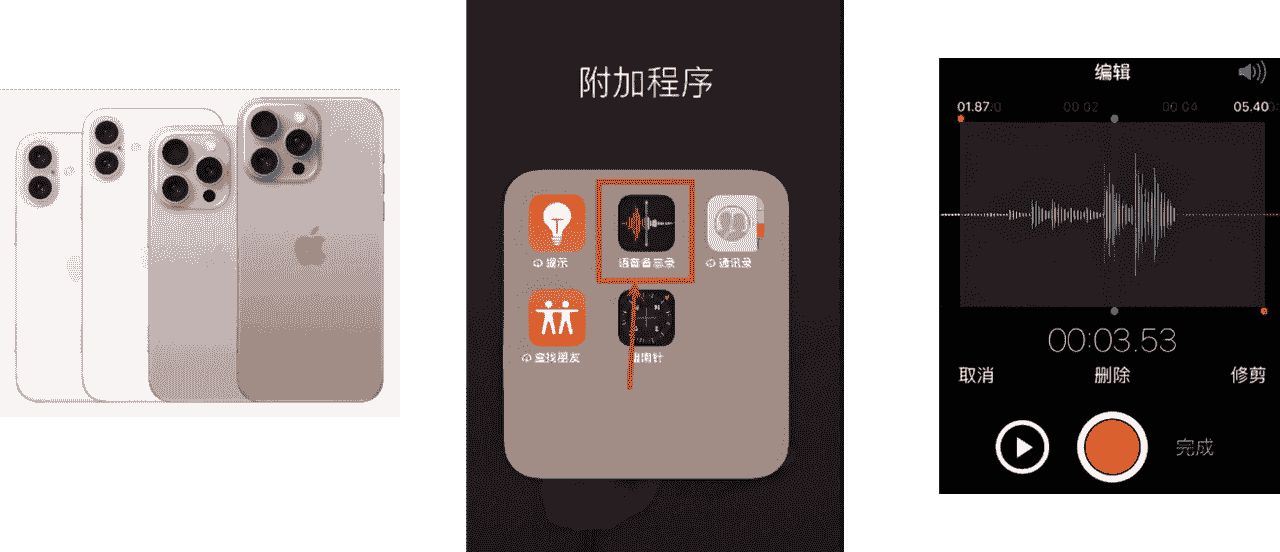 附加程序
提示
语音备忘录
通讯录
查找朋友
指南针
编辑
01.87
00:02
00:04
05.40
00:03.53
取消
删除
修剪
完成